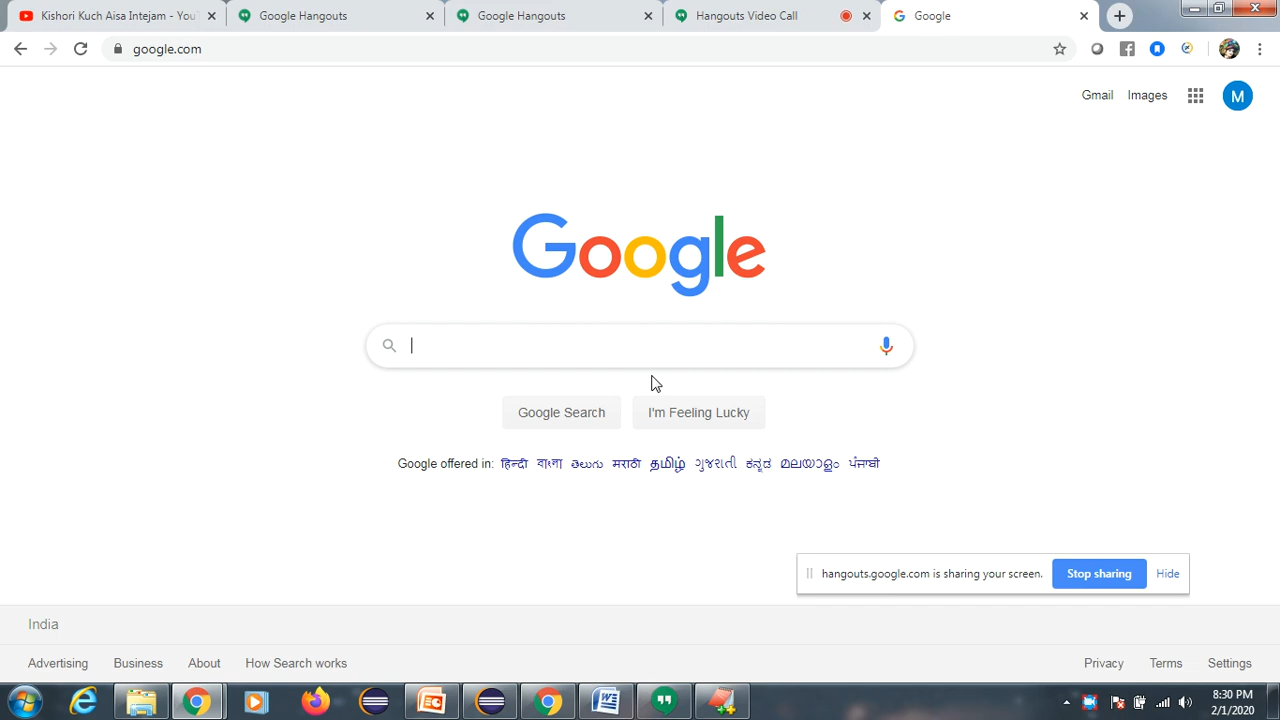 Kishori Kuch Aisa Intejam - You
Google Hangouts
Google Hangouts
Hangouts Video Call
Google
google.com
Gmail Images M
Google
Google Search I'm Feeling Lucky
Google offered in: हिन्दी বাংলা తెలుగు मराठी தமிழ் ગુજરાતી ಕನ್ನಡ മലയാളം ਪੰਜਾਬੀ
hangouts.google.com is sharing your screen. Stop sharing Hide
India
Advertising Business About How Search works Privacy Terms Settings
8:30 PM
2/1/2020